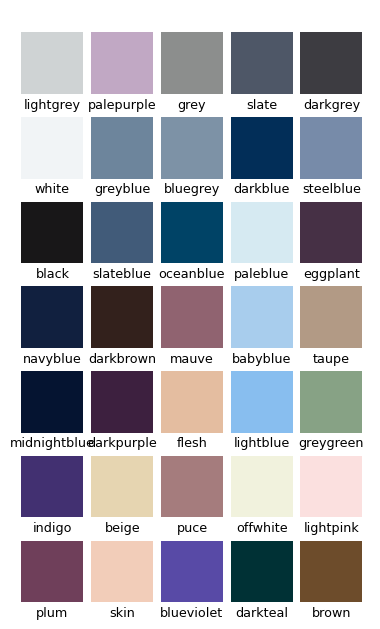 lightgrey palepurple grey slate darkgrey
white greyblue bluegrey darkblue steelblue
black slateblue oceanblue paleblue eggplant
navyblue darkbrown mauve babyblue taupe
midnightblue darkpurple flesh lightblue greygreen
indigo beige puce offwhite lightpink
plum skin blueviolet darkteal brown